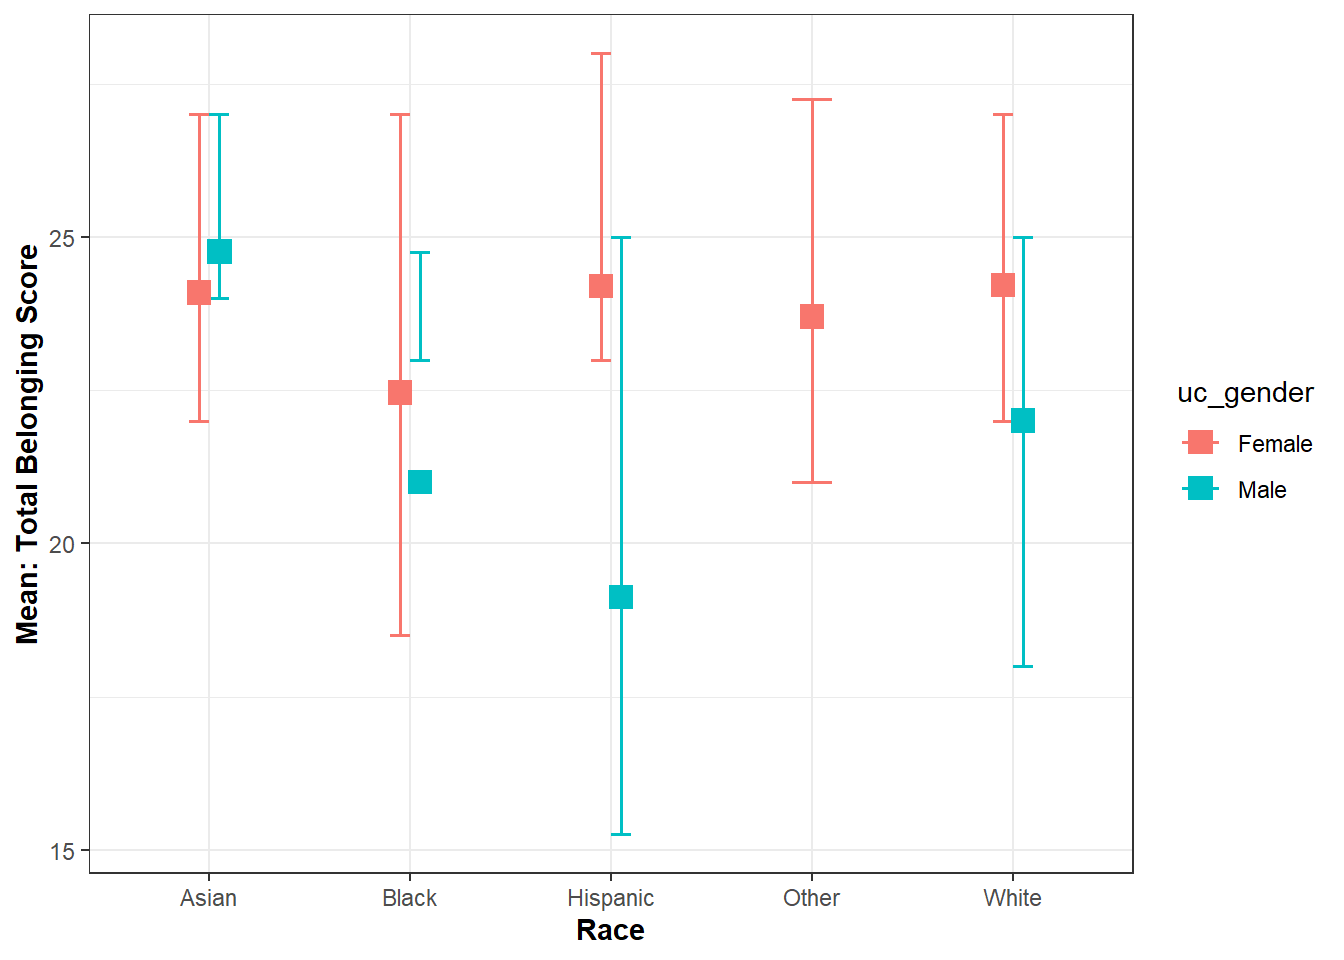 Mean: Total Belonging Score
25
20
15
Asian
Black
Hispanic
Other
White
Race
uc_gender
Female
Male